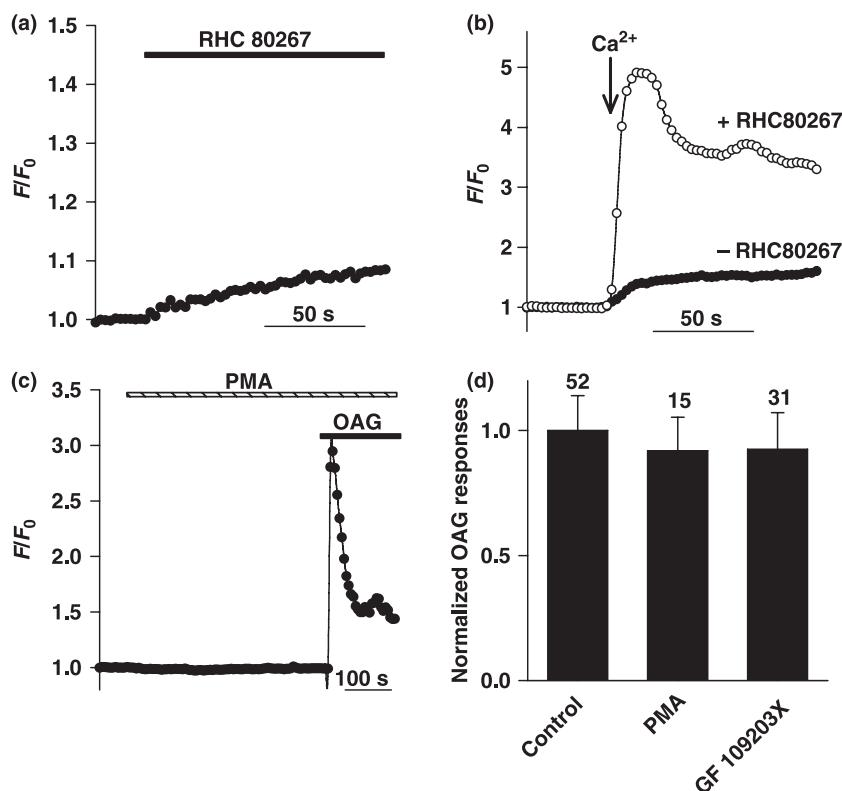 (a)
1.5
1.4
1.3
1.2
1.1
1.0
F/F0
RHC 80267
50 s
(b)
5
4
3
2
1
F/F0
Ca2+
+ RHC80267
– RHC80267
50 s
(c)
3.5
3.0
2.5
2.0
1.5
1.0
F/F0
PMA
OAG
100 s
(d)
1.0
0.5
0.0
Normalized OAG responses
52
15
31
Control
PMA
GF 109203X